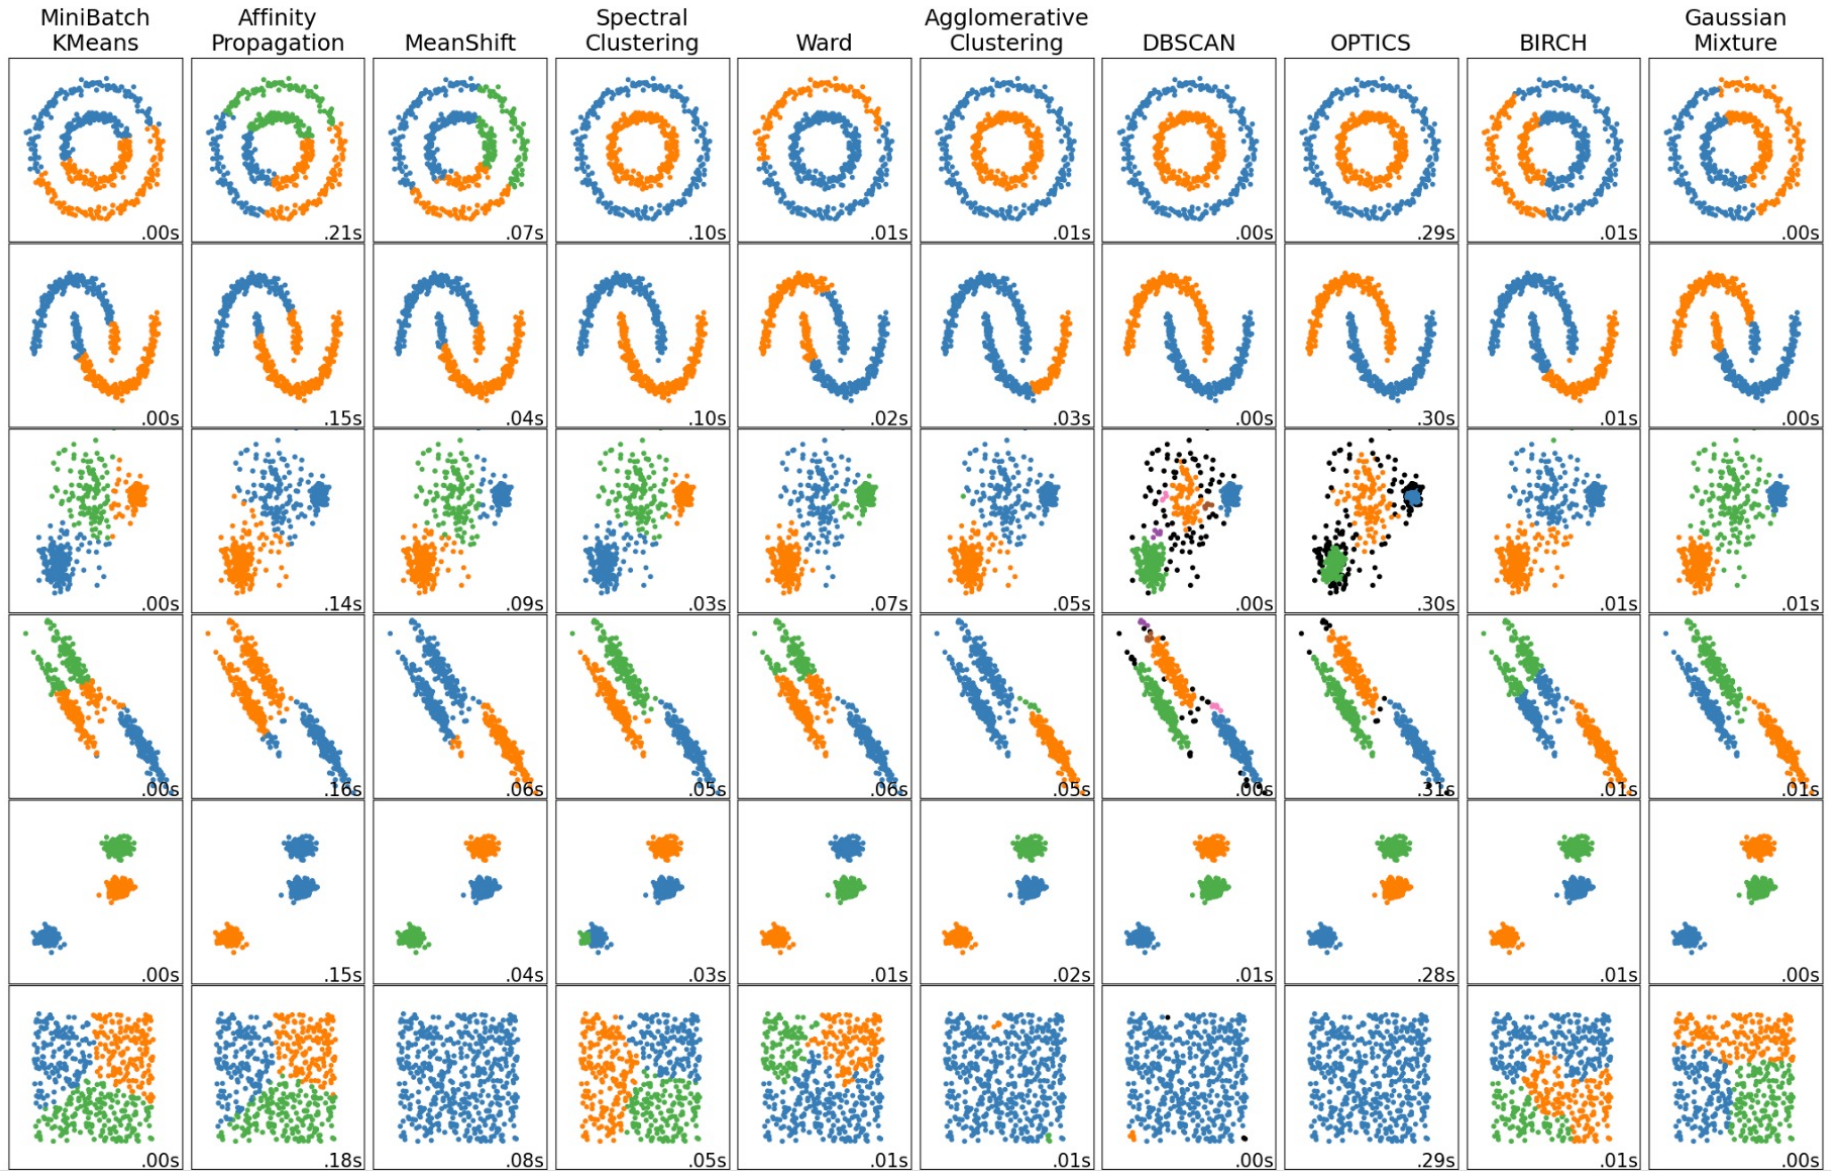 MiniBatch
KMeans
Affinity
Propagation
MeanShift
Spectral
Clustering
Ward
Agglomerative
Clustering
DBSCAN
OPTICS
BIRCH
Gaussian
Mixture
.00s
.21s
.07s
.10s
.01s
.01s
.00s
.29s
.01s
.00s
.00s
.15s
.04s
.10s
.02s
.03s
.00s
.30s
.01s
.00s
.00s
.14s
.09s
.03s
.07s
.05s
.00s
.30s
.01s
.01s
.00s
.16s
.06s
.05s
.06s
.05s
.00s
.31s
.01s
.01s
.00s
.15s
.04s
.03s
.01s
.02s
.01s
.28s
.01s
.00s
.00s
.18s
.08s
.05s
.01s
.01s
.00s
.29s
.01s
.00s